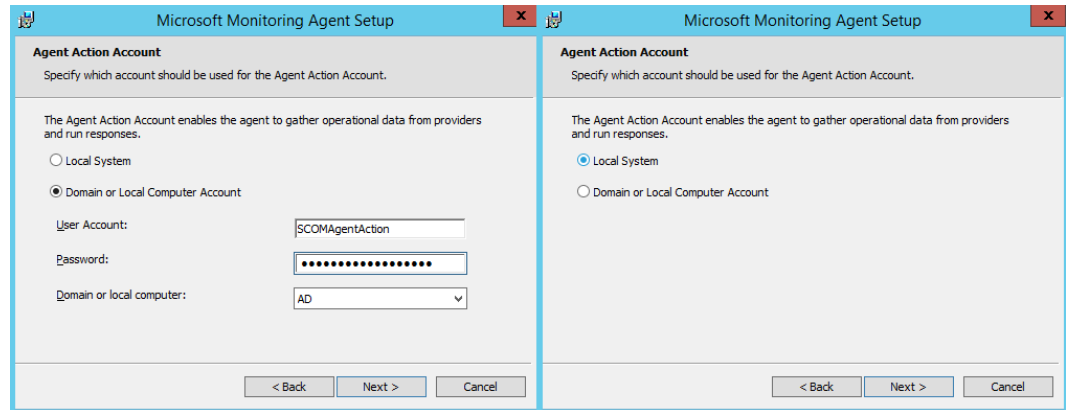 Microsoft Monitoring Agent Setup
x
Agent Action Account
Specify which account should be used for the Agent Action Account.
The Agent Action Account enables the agent to gather operational data from providers
and run responses.
Local System
Domain or Local Computer Account
User Account:
SCOMAgentAction
Password:
••••••••••••••••••
Domain or local computer:
AD
< Back
Next >
Cancel
Microsoft Monitoring Agent Setup
x
Agent Action Account
Specify which account should be used for the Agent Action Account.
The Agent Action Account enables the agent to gather operational data from providers
and run responses.
Local System
Domain or Local Computer Account
< Back
Next >
Cancel